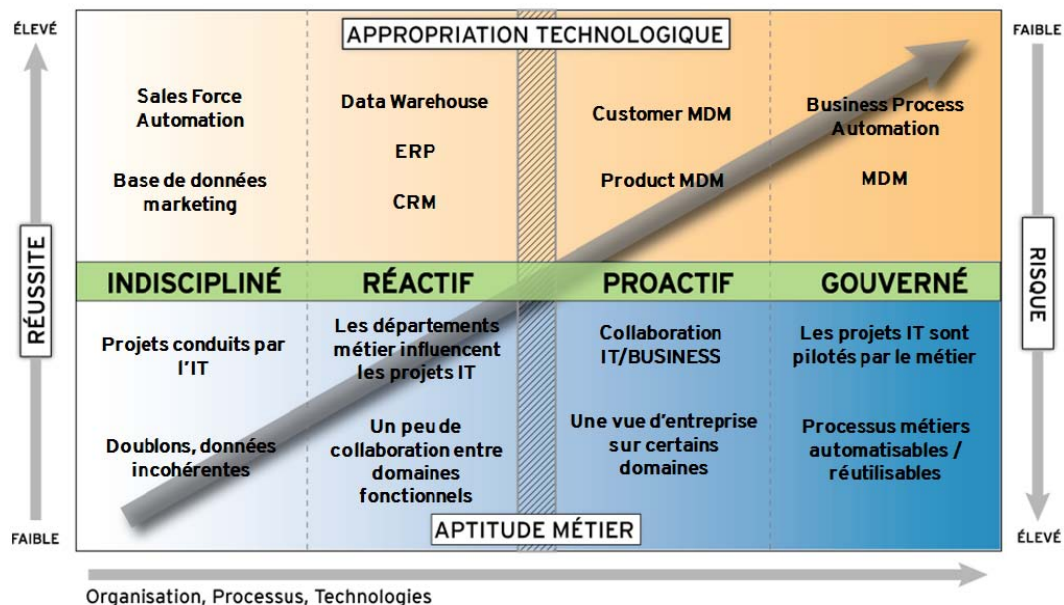 ÉLEVÉ
FAIBLE
APPROPRIATION TECHNOLOGIQUE
Sales Force
Automation
Base de données
marketing
Data Warehouse
ERP
CRM
Customer MDM
Product MDM
Business Process
Automation
MDM
RÉUSSITE
RISQUE
INDISCIPLINÉ
RÉACTIF
PROACTIF
GOUVERNÉ
Projets conduits par
l'IT
Doublons, données
incohérentes
Les départements
métier influencent
les projets IT
Un peu de
collaboration entre
domaines
fonctionnels
Collaboration
IT/BUSINESS
Une vue d'entreprise
sur certains
domaines
Les projets IT sont
pilotés par le métier
Processus métiers
automatisables /
réutilisables
APTITUDE MÉTIER
FAIBLE
ÉLEVÉ
Organisation, Processus, Technologies